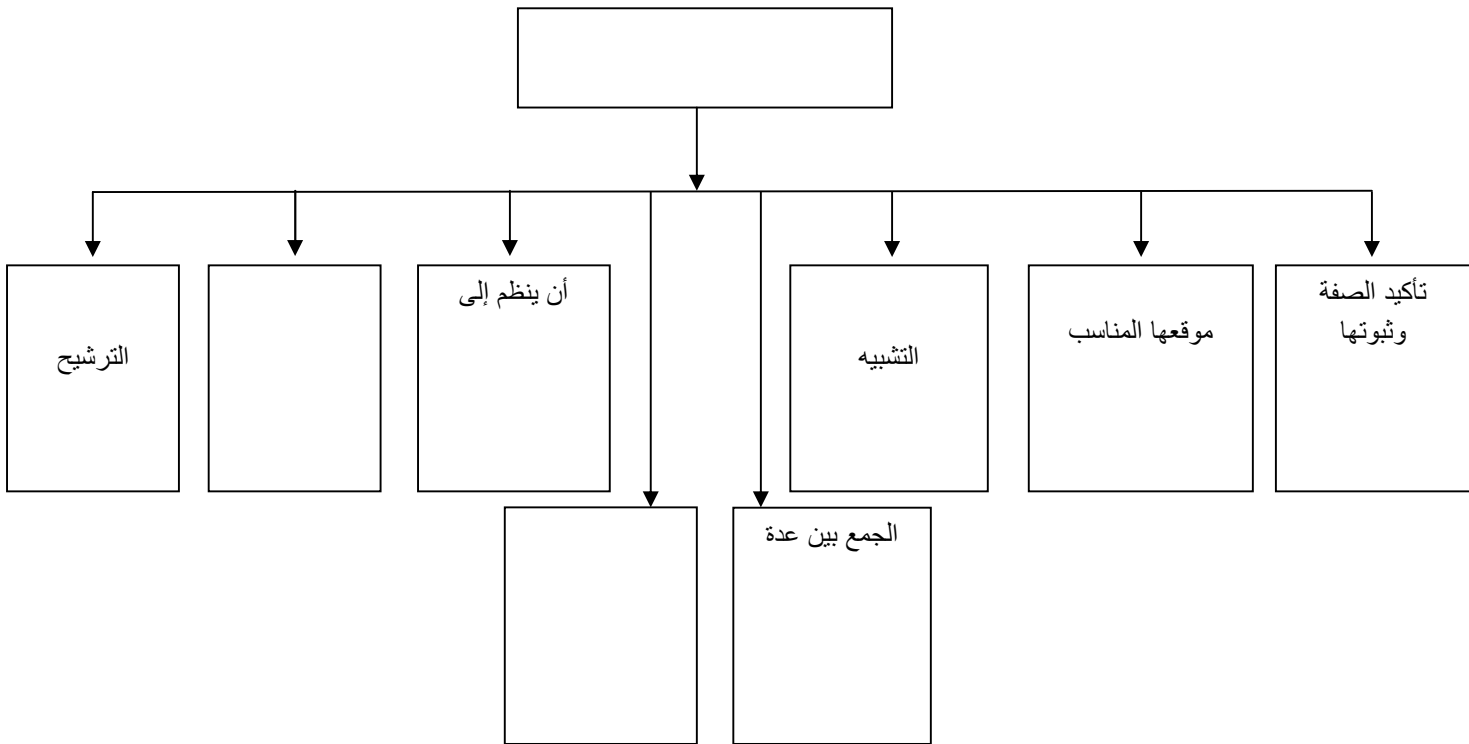 تأكيد الصفة
وثبوتها
موقعها المناسب
التشبيه
أن ينظم إلى
الترشيح
الجمع بين عدة